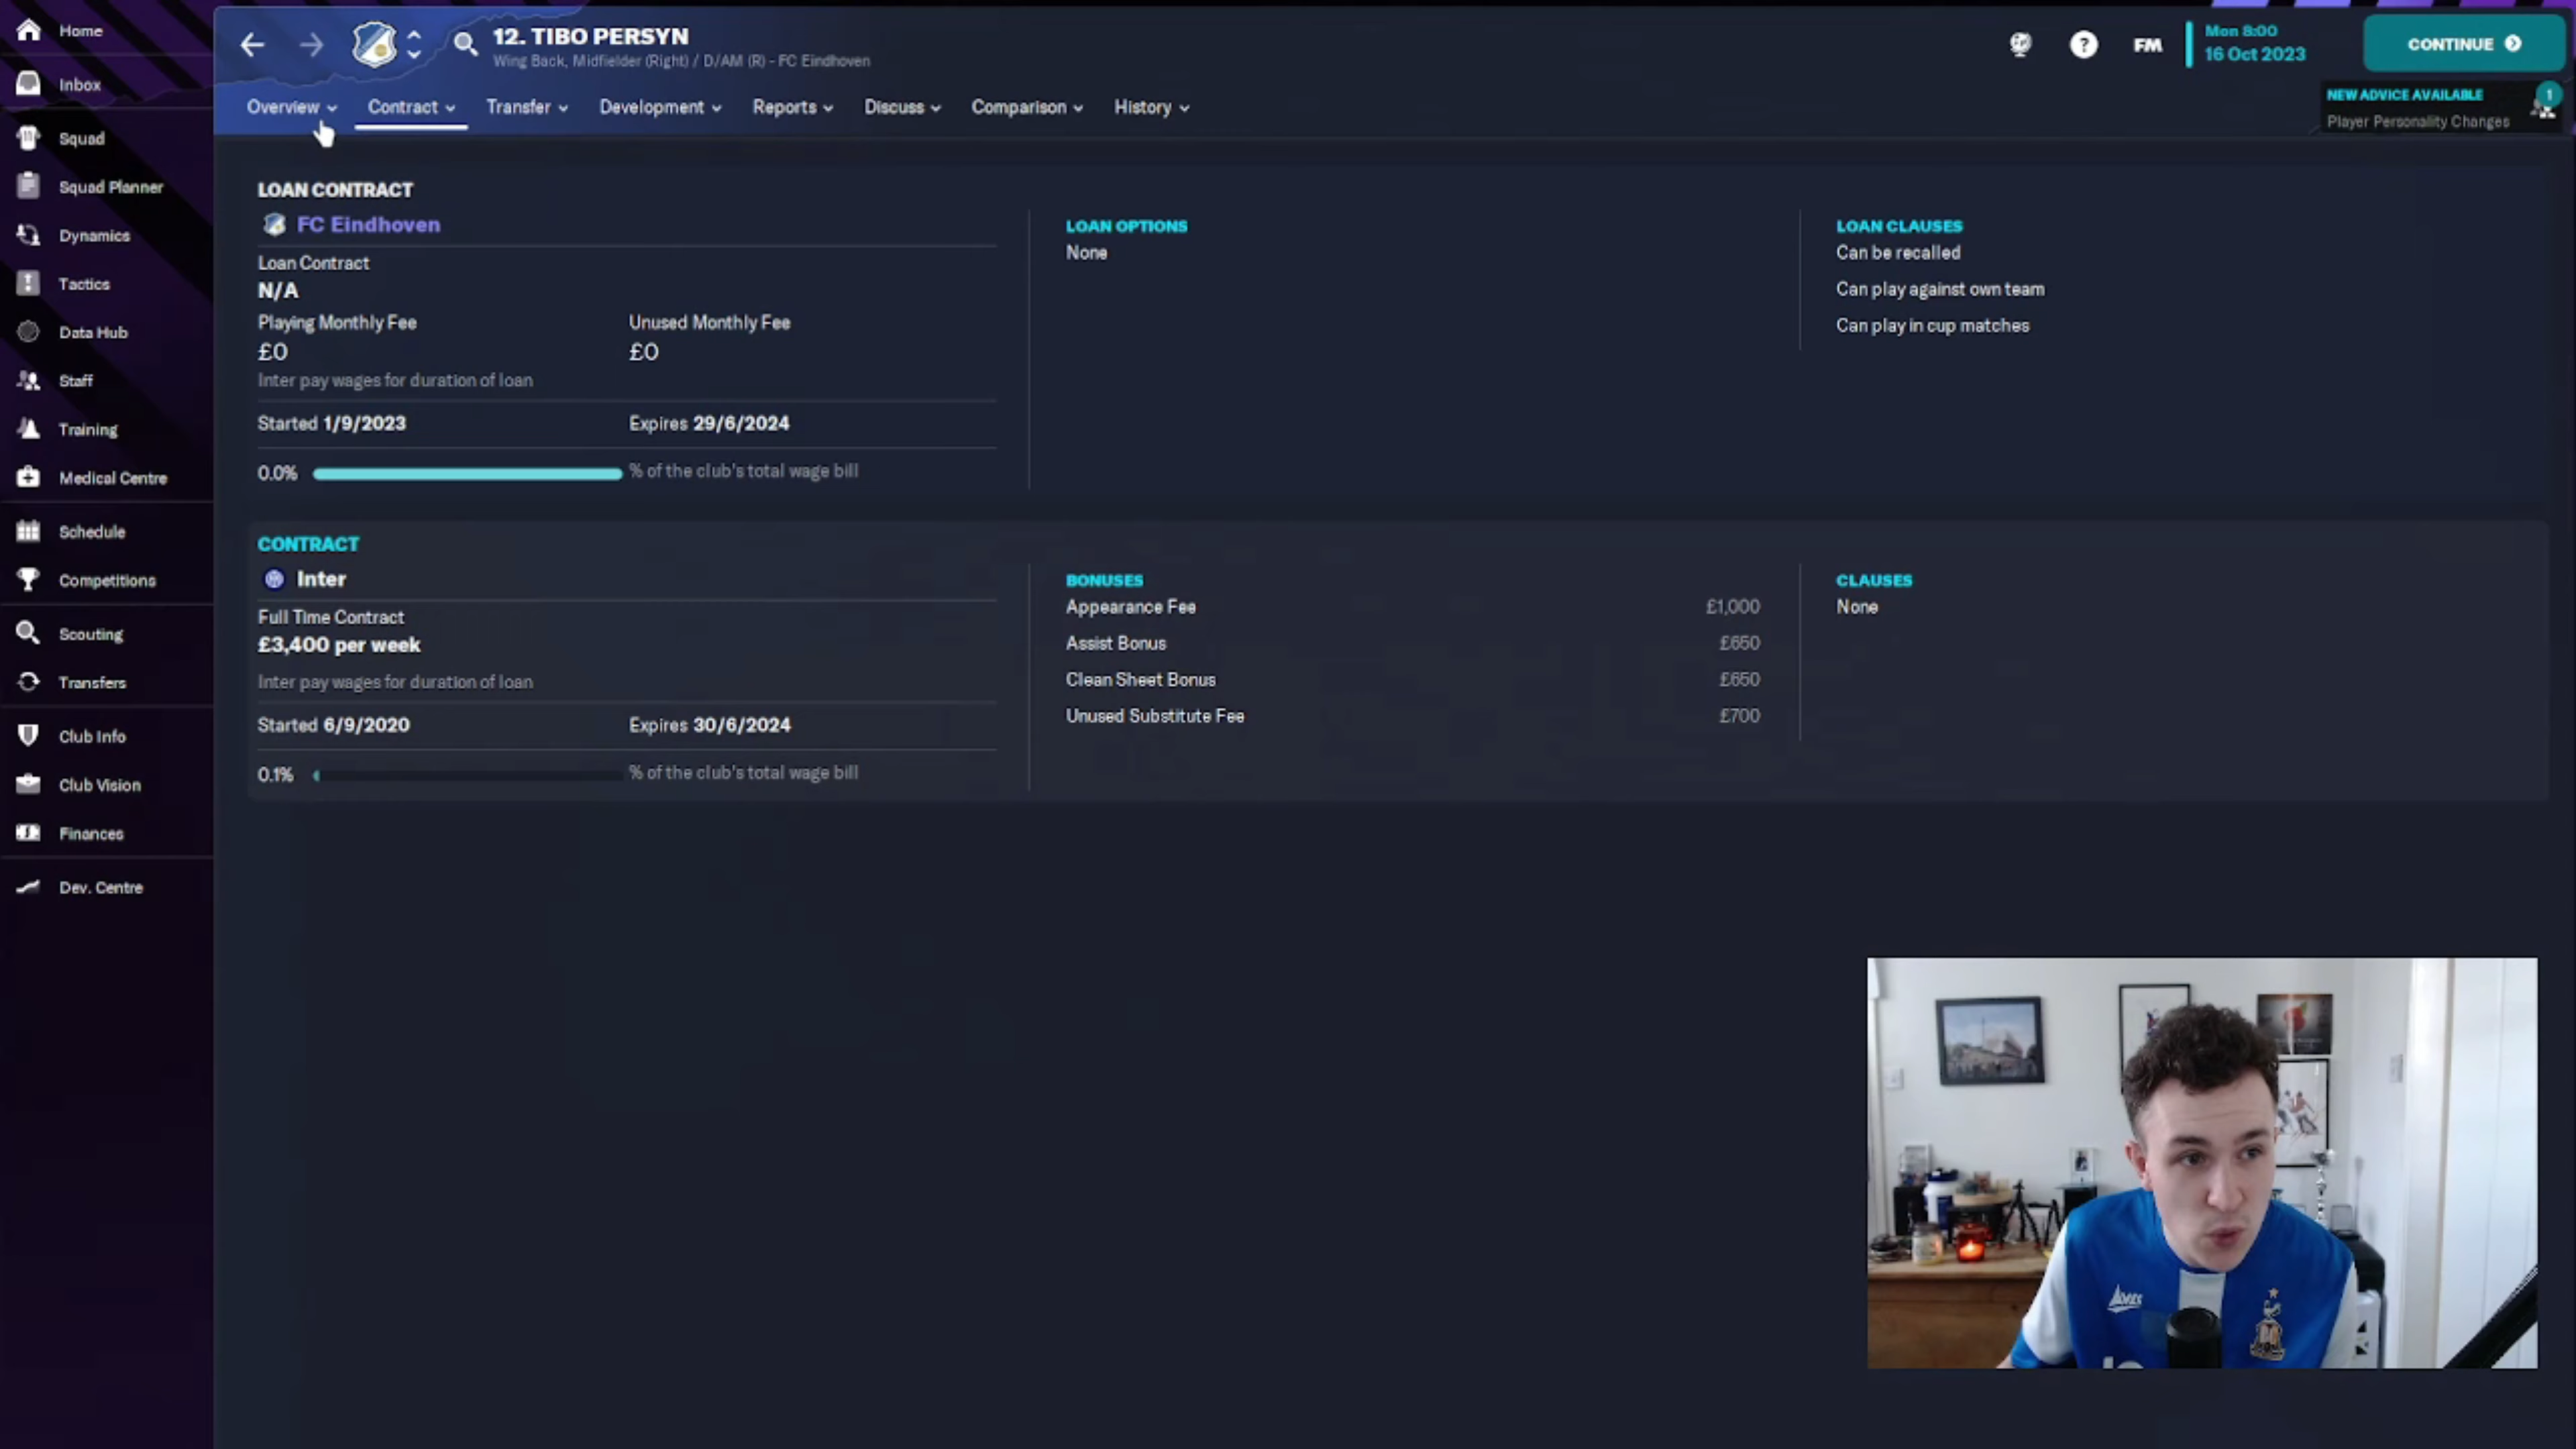 Home
Inbox
Squad
Squad Planner
Dynamics
Tactics
Data Hub
Staff
Training
Medical Centre
Schedule
Competitions
Scouting
Transfers
Club Info
Club Vision
Finances
Dev. Centre
12. TIBO PERSYN
Wing Back, Midfielder (Right) / D/AM (R) - FC Eindhoven
?
FM
Mon 8:00
16 Oct 2023
CONTINUE
Overview
Contract
Transfer
Development
Reports
Discuss
Comparison
History
NEW ADVICE AVAILABLE
1
Player Personality Changes
LOAN CONTRACT
FC Eindhoven
Loan Contract
N/A
Playing Monthly Fee
£0
Unused Monthly Fee
£0
Inter pay wages for duration of loan
Started 1/9/2023
Expires 29/6/2024
0.0%
% of the club's total wage bill
LOAN OPTIONS
None
LOAN CLAUSES
Can be recalled
Can play against own team
Can play in cup matches
CONTRACT
Inter
Full Time Contract
£3,400 per week
Inter pay wages for duration of loan
Started 6/9/2020
Expires 30/6/2024
0.1%
% of the club's total wage bill
BONUSES
Appearance Fee £1,000
Assist Bonus £650
Clean Sheet Bonus £650
Unused Substitute Fee £700
CLAUSES
None